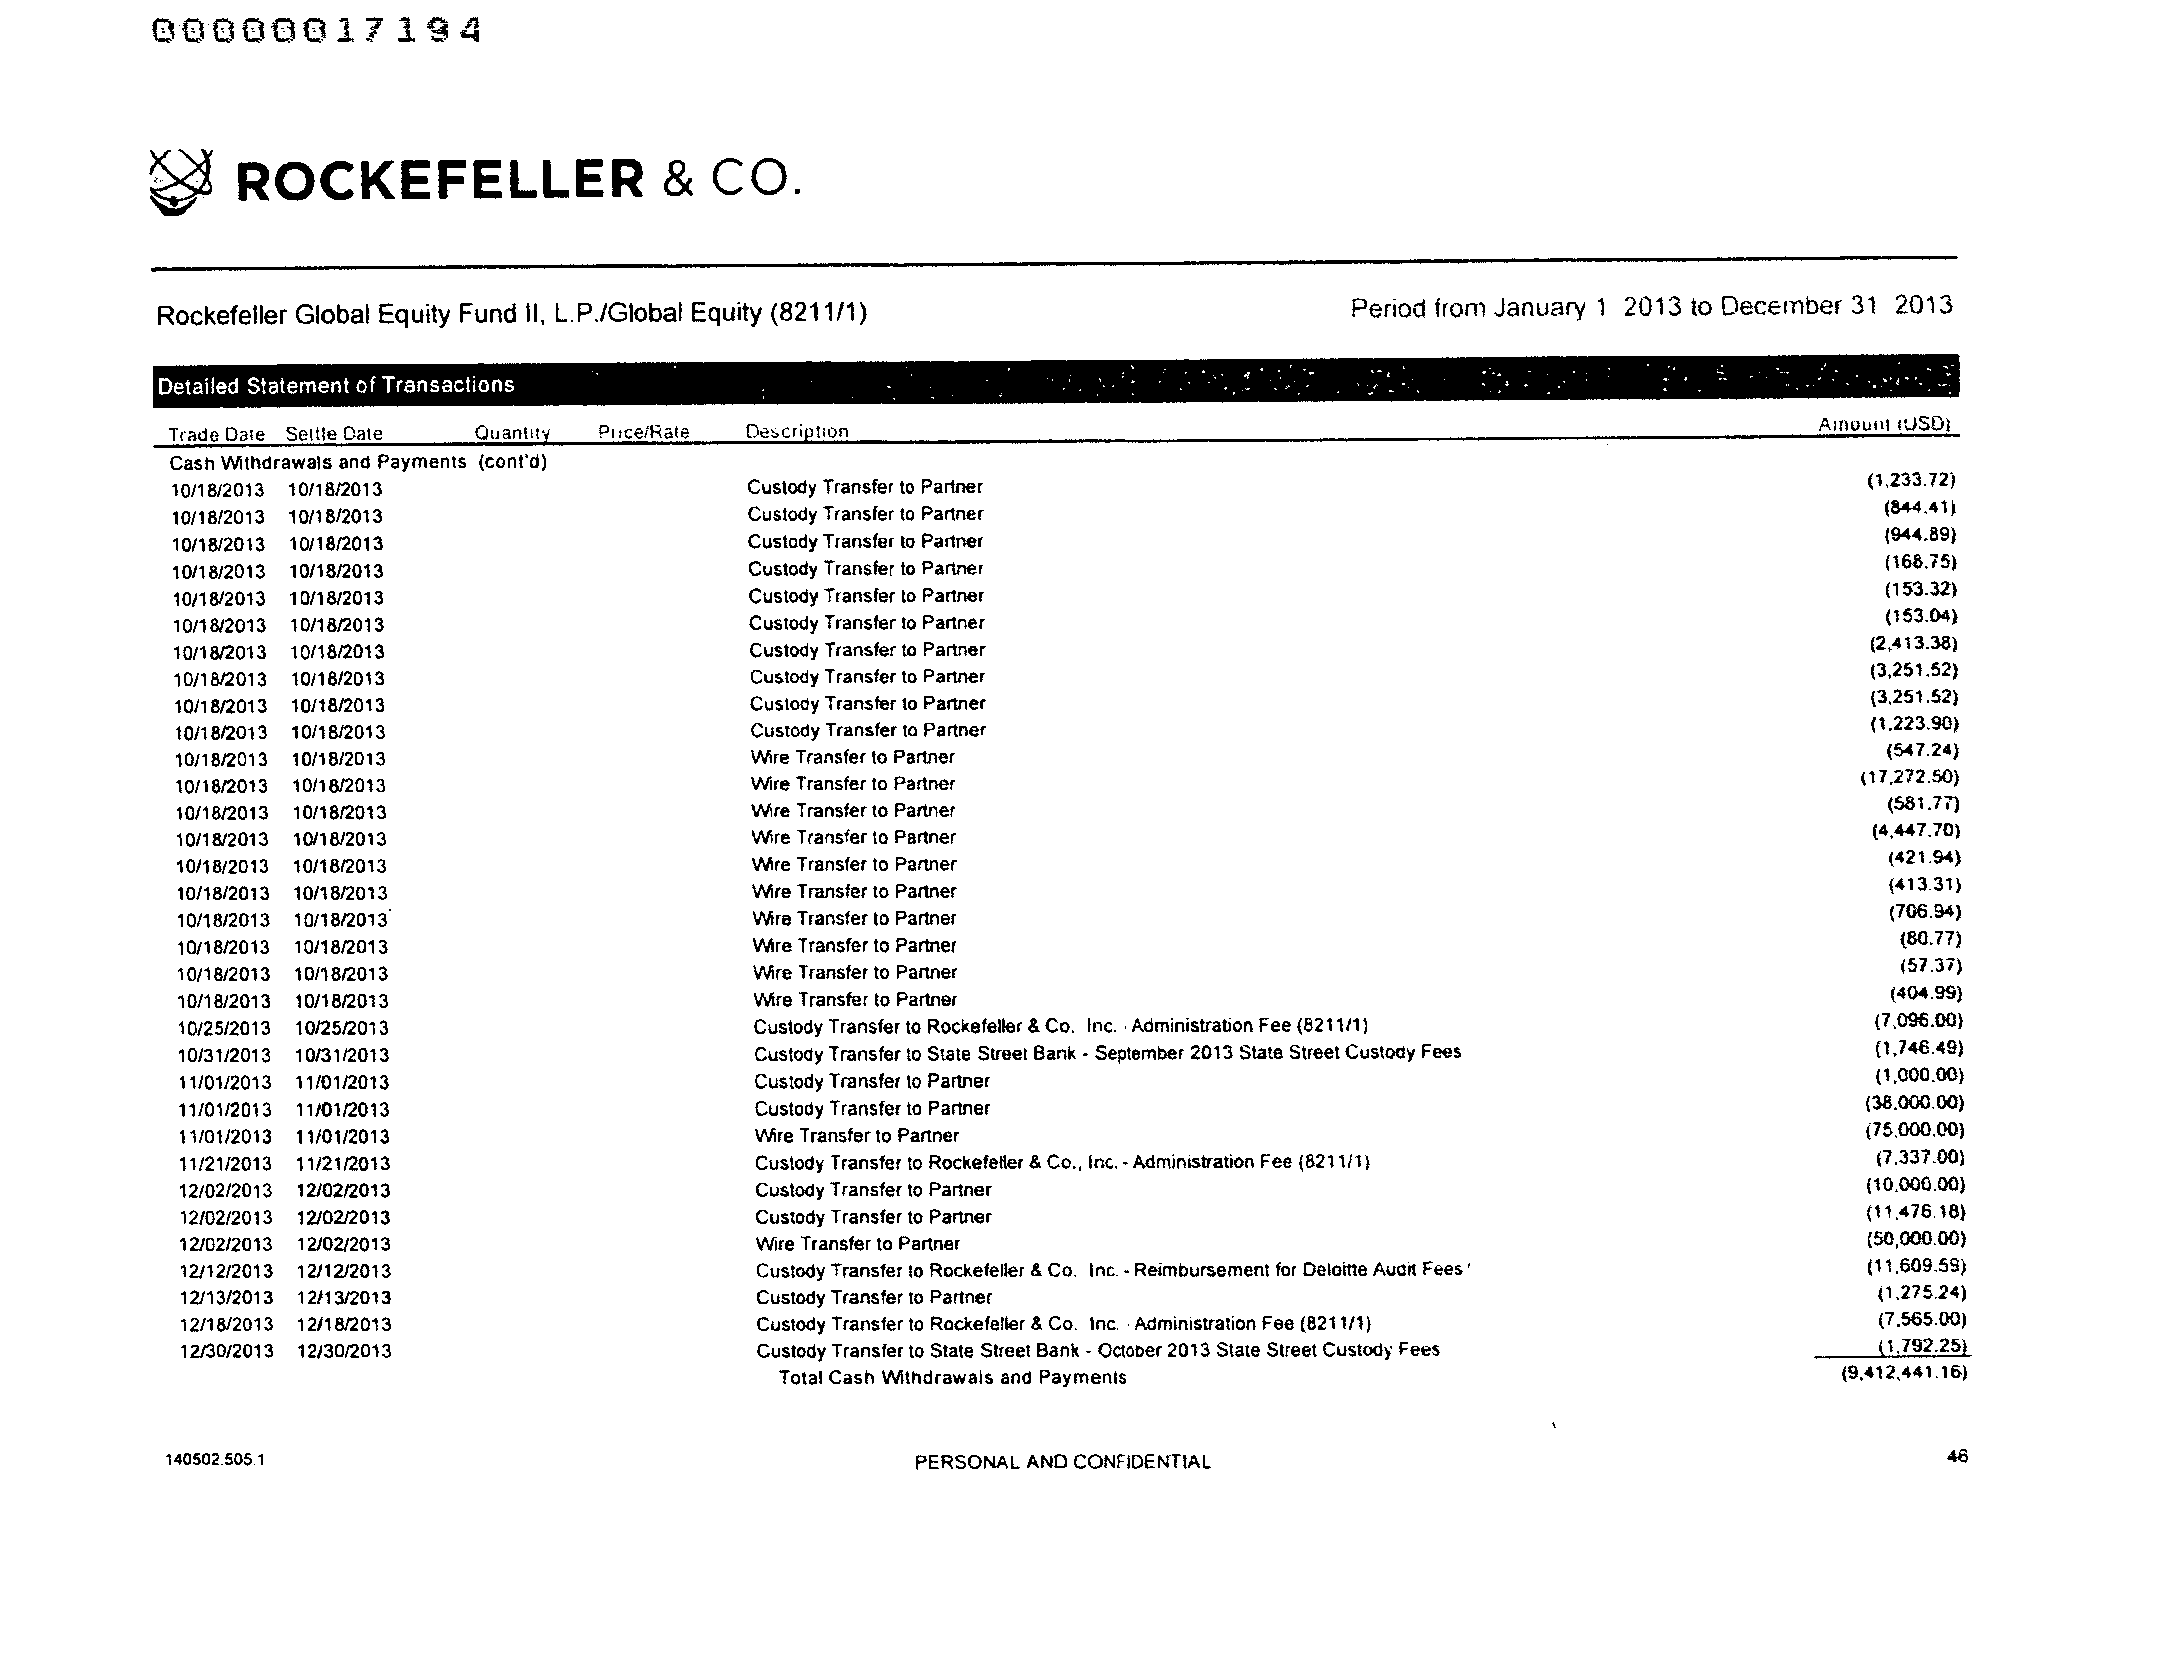 00000017194
ROCKEFELLER & CO.
Rockefeller Global Equity Fund II, L.P./Global Equity (8211/1) Period from January 1 2013 to December 31 2013
Detailed Statement of Transactions
Trade Date Settle Date Quantity Price/Rate Description Amount (USD)
Cash Withdrawals and Payments (cont'd)
10/18/2013 10/18/2013 Custody Transfer to Partner (1,233.72)
10/18/2013 10/18/2013 Custody Transfer to Partner (844.41)
10/18/2013 10/18/2013 Custody Transfer to Partner (944.89)
10/18/2013 10/18/2013 Custody Transfer to Partner (168.75)
10/18/2013 10/18/2013 Custody Transfer to Partner (153.32)
10/18/2013 10/18/2013 Custody Transfer to Partner (153.04)
10/18/2013 10/18/2013 Custody Transfer to Partner (2,413.38)
10/18/2013 10/18/2013 Custody Transfer to Partner (3,251.52)
10/18/2013 10/18/2013 Custody Transfer to Partner (3,251.52)
10/18/2013 10/18/2013 Custody Transfer to Partner (1,223.90)
10/18/2013 10/18/2013 Wire Transfer to Partner (547.24)
10/18/2013 10/18/2013 Wire Transfer to Partner (17,272.50)
10/18/2013 10/18/2013 Wire Transfer to Partner (581.77)
10/18/2013 10/18/2013 Wire Transfer to Partner (4,447.70)
10/18/2013 10/18/2013 Wire Transfer to Partner (421.94)
10/18/2013 10/18/2013 Wire Transfer to Partner (413.31)
10/18/2013 10/18/2013 Wire Transfer to Partner (706.94)
10/18/2013 10/18/2013 Wire Transfer to Partner (80.77)
10/18/2013 10/18/2013 Wire Transfer to Partner (57.37)
10/18/2013 10/18/2013 Wire Transfer to Partner (404.99)
10/25/2013 10/25/2013 Custody Transfer to Rockefeller & Co. Inc. - Administration Fee (8211/1) (7,096.00)
10/31/2013 10/31/2013 Custody Transfer to State Street Bank - September 2013 State Street Custody Fees (1,746.49)
11/01/2013 11/01/2013 Custody Transfer to Partner (1,000.00)
11/01/2013 11/01/2013 Custody Transfer to Partner (38,000.00)
11/01/2013 11/01/2013 Wire Transfer to Partner (75,000.00)
11/21/2013 11/21/2013 Custody Transfer to Rockefeller & Co., Inc. - Administration Fee (8211/1) (7,337.00)
12/02/2013 12/02/2013 Custody Transfer to Partner (10,000.00)
12/02/2013 12/02/2013 Custody Transfer to Partner (11,476.18)
12/02/2013 12/02/2013 Wire Transfer to Partner (50,000.00)
12/12/2013 12/12/2013 Custody Transfer to Rockefeller & Co. Inc. - Reimbursement for Deloitte Audit Fees (11,609.59)
12/13/2013 12/13/2013 Custody Transfer to Partner (1,275.24)
12/18/2013 12/18/2013 Custody Transfer to Rockefeller & Co. Inc. - Administration Fee (8211/1) (7,565.00)
12/30/2013 12/30/2013 Custody Transfer to State Street Bank - October 2013 State Street Custody Fees (1,792.25)
Total Cash Withdrawals and Payments (9,412,441.16)
140502.505.1 PERSONAL AND CONFIDENTIAL 46